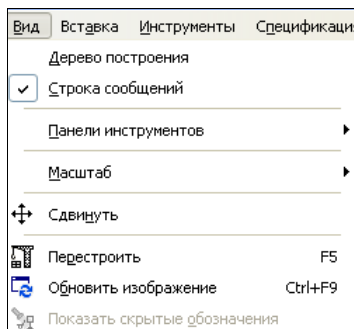 Вид Вставка Инструменты Спецификаци
Дерево построения
Строка сообщений
Панели инструментов
Масштаб
Сдвинуть
Перестроить F5
Обновить изображение Ctrl+F9
Показать скрытые обозначения